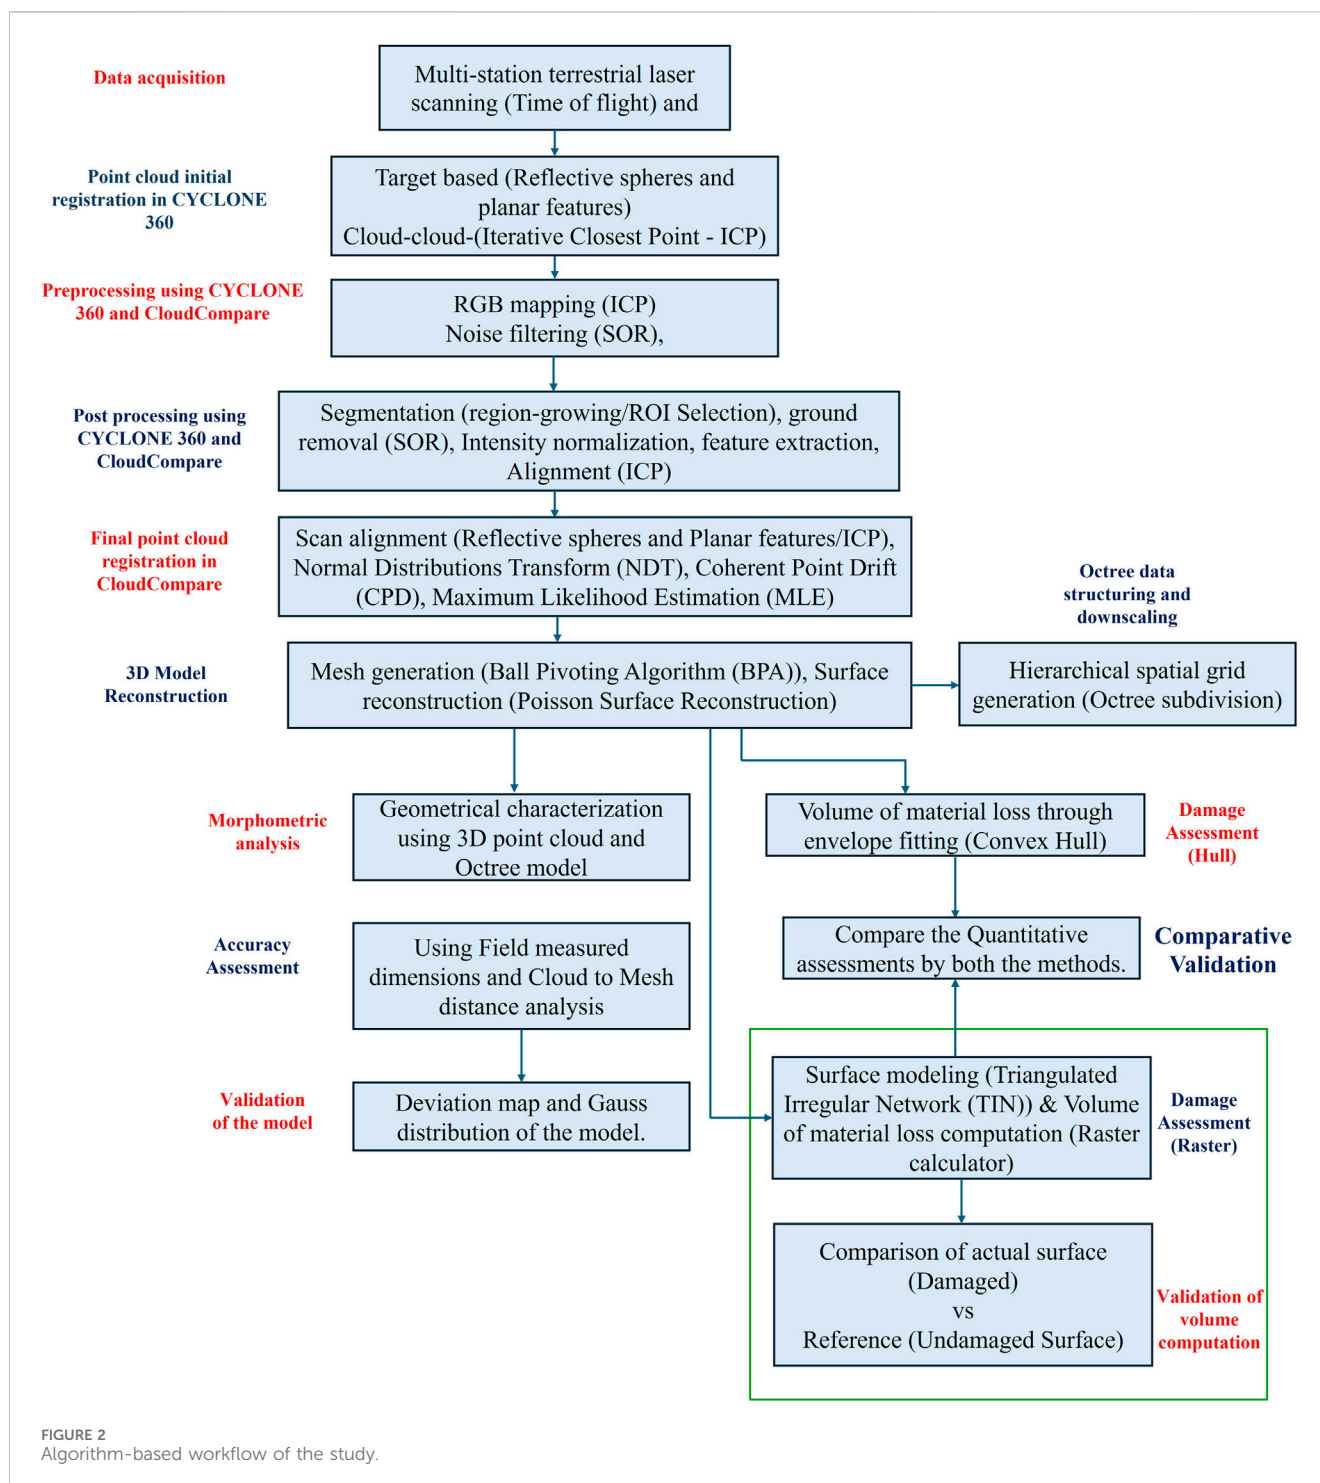 Data acquisition
Multi-station terrestrial laser
scanning (Time of flight) and
Point cloud initial
registration in CYCLONE
360
Target based (Reflective spheres and
planar features)
Cloud-cloud-(Iterative Closest Point - ICP)
Preprocessing using CYCLONE
360 and CloudCompare
RGB mapping (ICP)
Noise filtering (SOR),
Post processing using
CYCLONE 360 and
CloudCompare
Segmentation (region-growing/ROI Selection), ground
removal (SOR), Intensity normalization, feature extraction,
Alignment (ICP)
Final point cloud
registration in
CloudCompare
Scan alignment (Reflective spheres and Planar features/ICP),
Normal Distributions Transform (NDT), Coherent Point Drift
(CPD), Maximum Likelihood Estimation (MLE)
Octree data
structuring and
downscaling
3D Model
Reconstruction
Mesh generation (Ball Pivoting Algorithm (BPA)), Surface
reconstruction (Poisson Surface Reconstruction)
Hierarchical spatial grid
generation (Octree subdivision)
Morphometric
analysis
Geometrical characterization
using 3D point cloud and
Octree model
Volume of material loss through
envelope fitting (Convex Hull)
Damage
Assessment
(Hull)
Accuracy
Assessment
Using Field measured
dimensions and Cloud to Mesh
distance analysis
Compare the Quantitative
assessments by both the methods.
Comparative
Validation
Validation
of the model
Deviation map and Gauss
distribution of the model.
Surface modeling (Triangulated
Irregular Network (TIN)) & Volume
of material loss computation (Raster
calculator)
Damage
Assessment
(Raster)
Comparison of actual surface
(Damaged)
vs
Reference (Undamaged Surface)
Validation of
volume
computation
FIGURE 2
Algorithm-based workflow of the study.